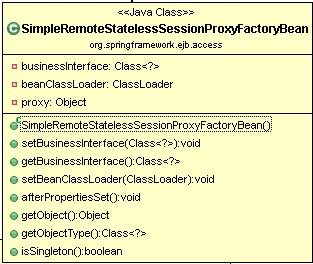 <<Java Class>>
SimpleRemoteStatelessSessionProxyFactoryBean
org.springframework.ejb.access
businessInterface: Class<?>
beanClassLoader: ClassLoader
proxy: Object
SimpleRemoteStatelessSessionProxyFactoryBean()
setBusinessInterface(Class<?>):void
getBusinessInterface():Class<?>
setBeanClassLoader(ClassLoader):void
afterPropertiesSet():void
getObject():Object
getObjectType():Class<?>
isSingleton():boolean